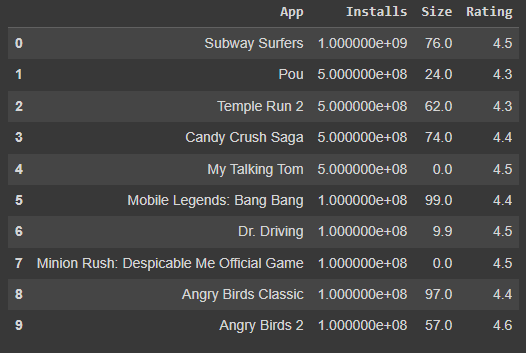 App Installs Size Rating
0 Subway Surfers 1.000000e+09 76.0 4.5
1 Pou 5.000000e+08 24.0 4.3
2 Temple Run 2 5.000000e+08 62.0 4.3
3 Candy Crush Saga 5.000000e+08 74.0 4.4
4 My Talking Tom 5.000000e+08 0.0 4.5
5 Mobile Legends: Bang Bang 1.000000e+08 99.0 4.4
6 Dr. Driving 1.000000e+08 9.9 4.5
7 Minion Rush: Despicable Me Official Game 1.000000e+08 0.0 4.5
8 Angry Birds Classic 1.000000e+08 97.0 4.4
9 Angry Birds 2 1.000000e+08 57.0 4.6